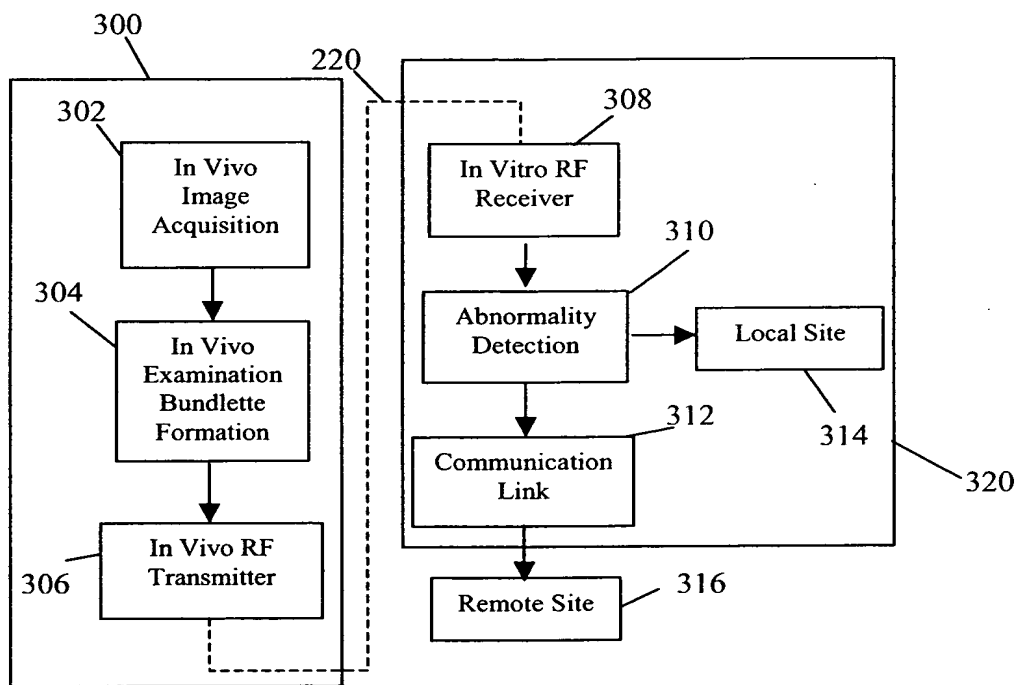 300
302
In Vivo
Image
Acquisition
304
In Vivo
Examination
Bundlette
Formation
306
In Vivo RF
Transmitter
220
308
In Vitro RF
Receiver
310
Abnormality
Detection
Local Site
314
312
Communication
Link
320
Remote Site
316